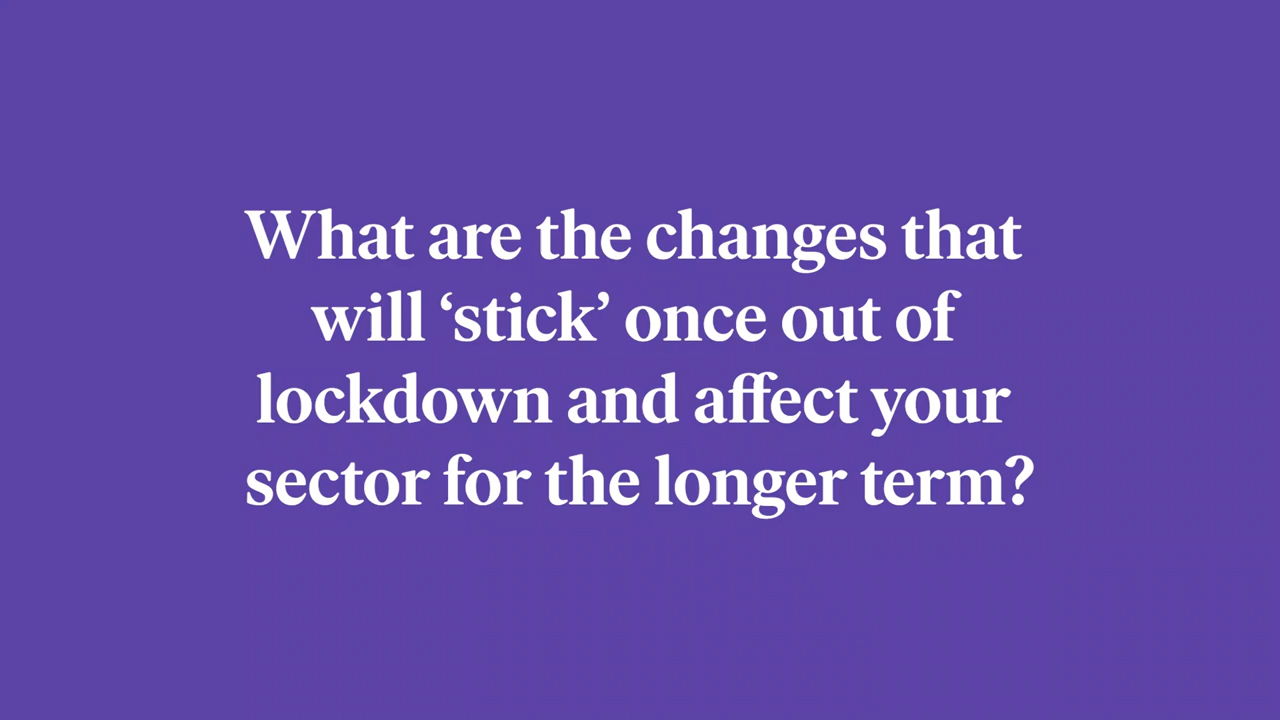 What are the changes that
will ‘stick’ once out of
lockdown and affect your
sector for the longer term?